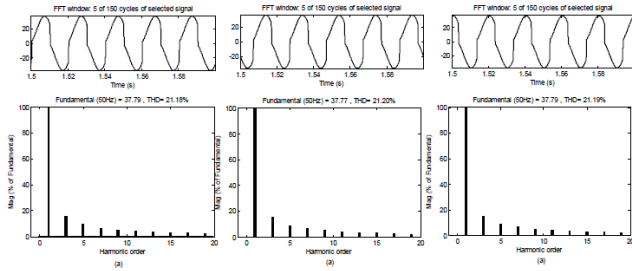 FFT window: 5 of 150 cycles of selected signal
20
0
-20
1.5 1.52 1.54 1.56 1.58
Time (s)
Fundamental (50Hz) = 37.79 , THD= 21.18%
Mag (% of Fundamental)
100
80
60
40
20
0
0 5 10 15 20
Harmonic order
(a)
FFT window: 5 of 150 cycles of selected signal
20
0
-20
1.5 1.52 1.54 1.56 1.58
Time (s)
Fundamental (50Hz) = 37.77 , THD= 21.20%
Mag (% of Fundamental)
100
80
60
40
20
0
0 5 10 15 20
Harmonic order
(a)
FFT window: 5 of 150 cycles of selected signal
20
0
-20
1.5 1.52 1.54 1.56 1.58
Time (s)
Fundamental (50Hz) = 37.79 , THD= 21.19%
Mag (% of Fundamental)
100
80
60
40
20
0
0 5 10 15 20
Harmonic order
(a)